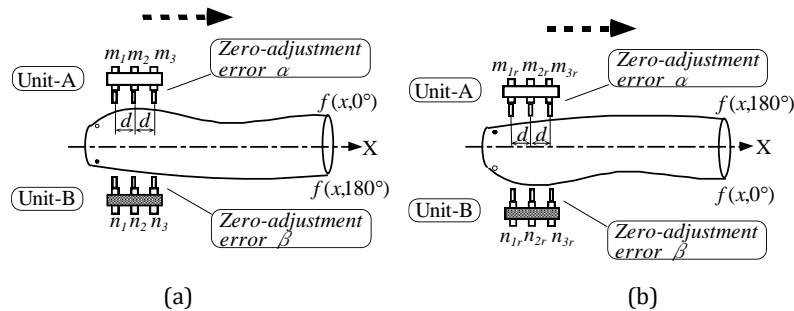 m1 m2 m3
Zero-adjustment
error α
Unit-A
f(x,0°)
d d
X
f(x,180°)
Unit-B
n1 n2 n3
Zero-adjustment
error β
(a)
m1r m2r m3r
Zero-adjustment
error α
Unit-A
f(x,180°)
d d
X
f(x,0°)
Unit-B
n1r n2r n3r
Zero-adjustment
error β
(b)